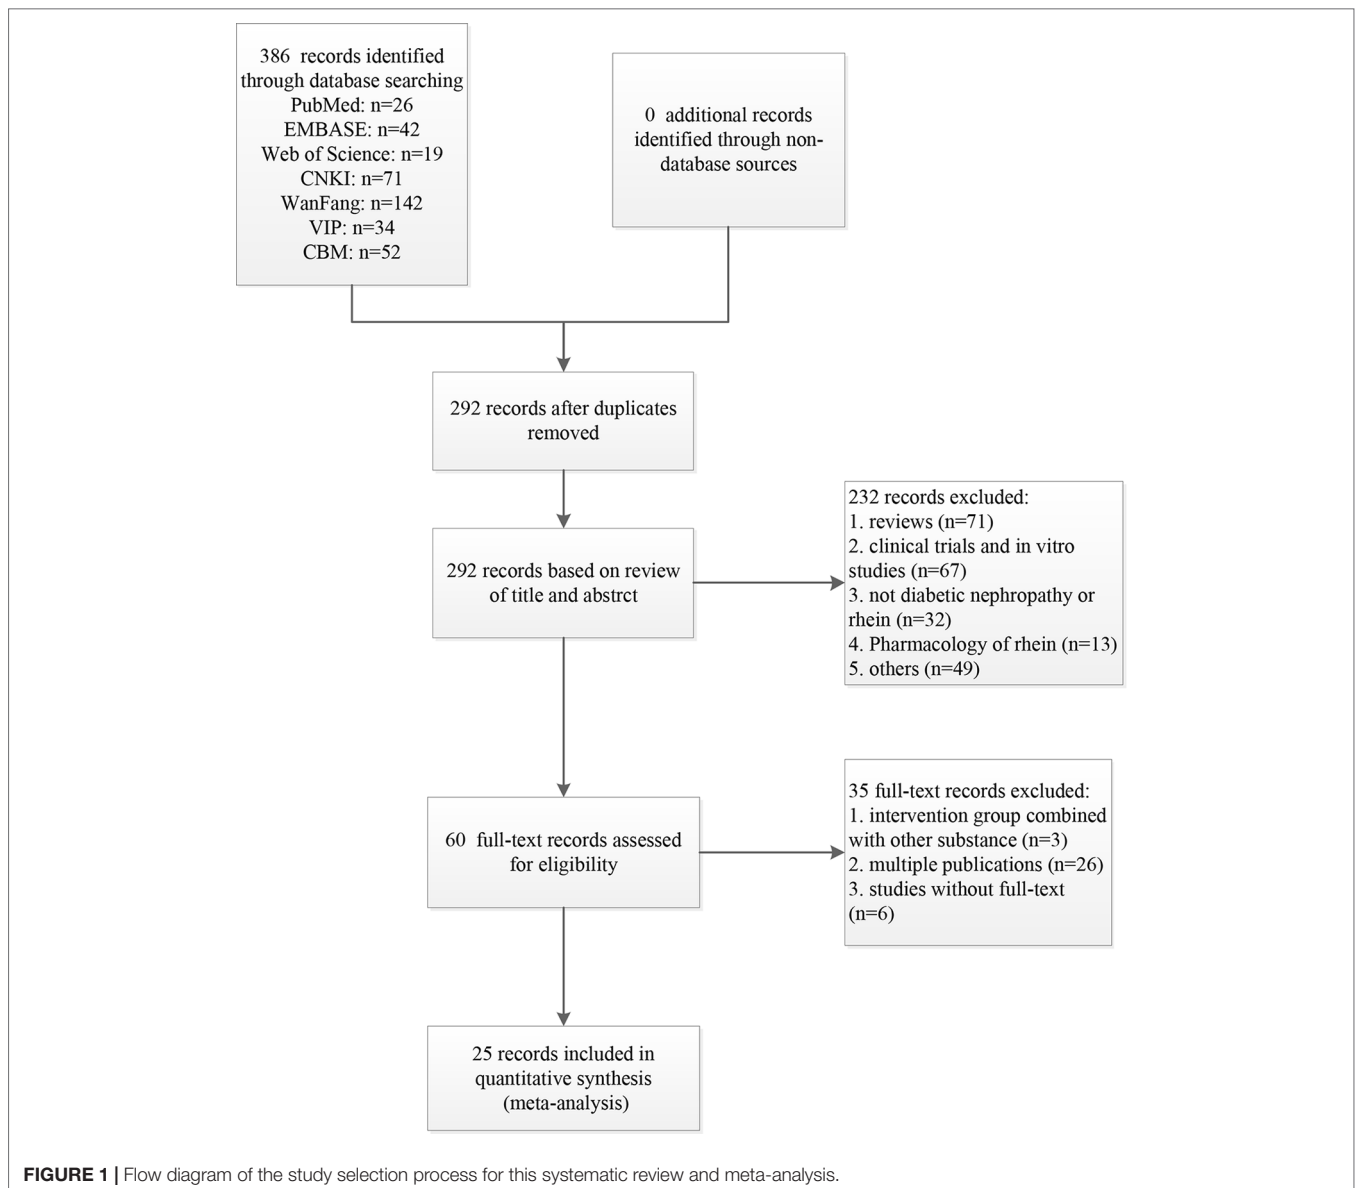 386 records identified
through database searching
PubMed: n=26
EMBASE: n=42
Web of Science: n=19
CNKI: n=71
WanFang: n=142
VIP: n=34
CBM: n=52
0 additional records
identified through non-
database sources
292 records after duplicates
removed
292 records based on review
of title and abstrct
232 records excluded:
1. reviews (n=71)
2. clinical trials and in vitro
studies (n=67)
3. not diabetic nephropathy or
rhein (n=32)
4. Pharmacology of rhein (n=13)
5. others (n=49)
60 full-text records assessed
for eligibility
35 full-text records excluded:
1. intervention group combined
with other substance (n=3)
2. multiple publications (n=26)
3. studies without full-text
(n=6)
25 records included in
quantitative synthesis
(meta-analysis)
FIGURE 1 | Flow diagram of the study selection process for this systematic review and meta-analysis.